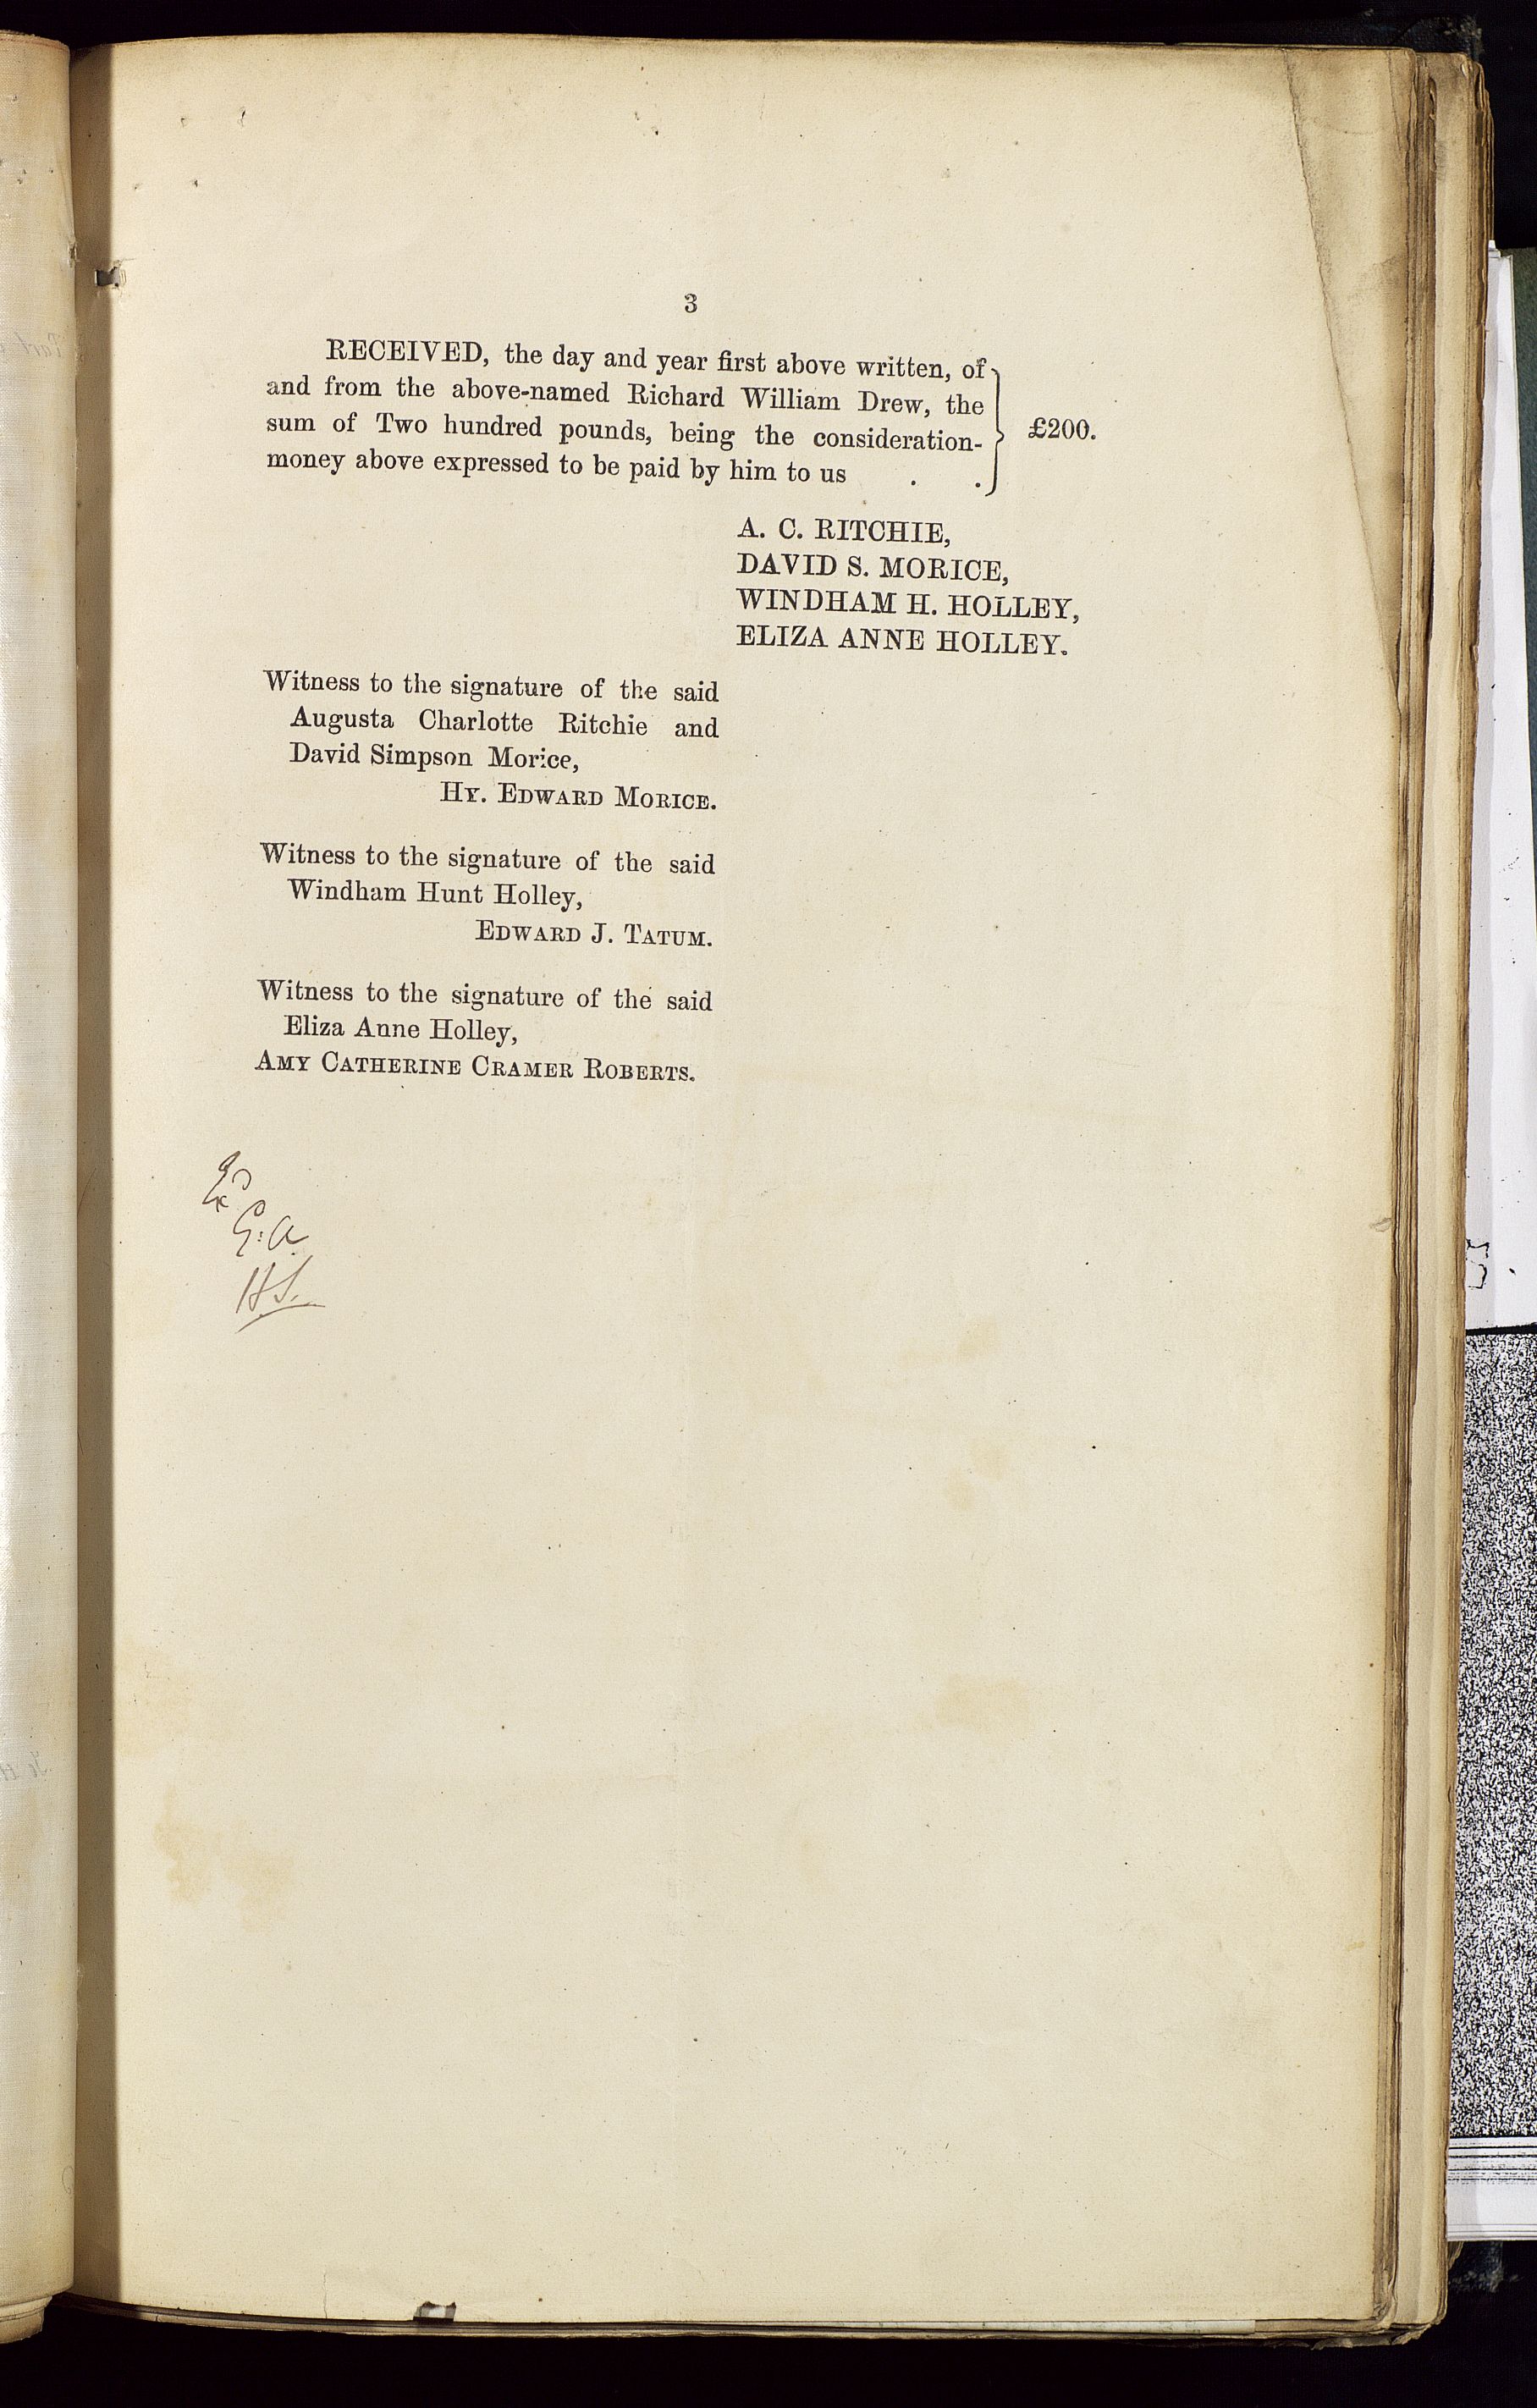 3
RECEIVED, the day and year first above written, of
and from the above-named Richard William Drew, the
sum of Two hundred pounds, being the consideration-
money above expressed to be paid by him to us . .
£200.
A. C. RITCHIE,
DAVID S. MORICE,
WINDHAM H. HOLLEY,
ELIZA ANNE HOLLEY.
Witness to the signature of the said
Augusta Charlotte Ritchie and
David Simpson Morice,
HY. EDWARD MORICE.
Witness to the signature of the said
Windham Hunt Holley,
EDWARD J. TATUM.
Witness to the signature of the said
Eliza Anne Holley,
AMY CATHERINE CRAMER ROBERTS.
G: A
HS.